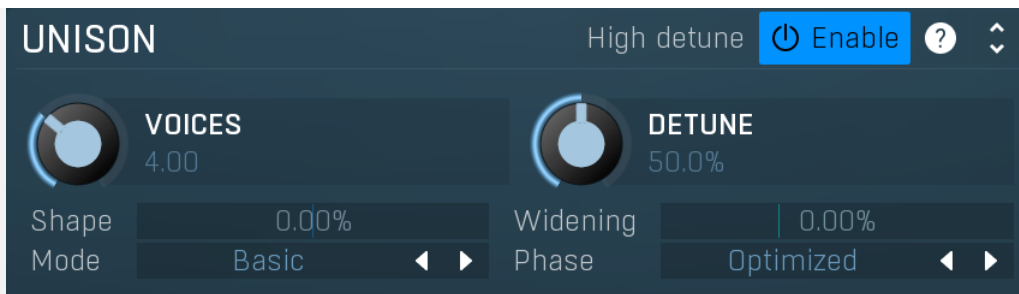 UNISON High detune Enable ?
VOICES DETUNE
4.00 50.0%
Shape 0.00% Widening 0.00%
Mode Basic Phase Optimized